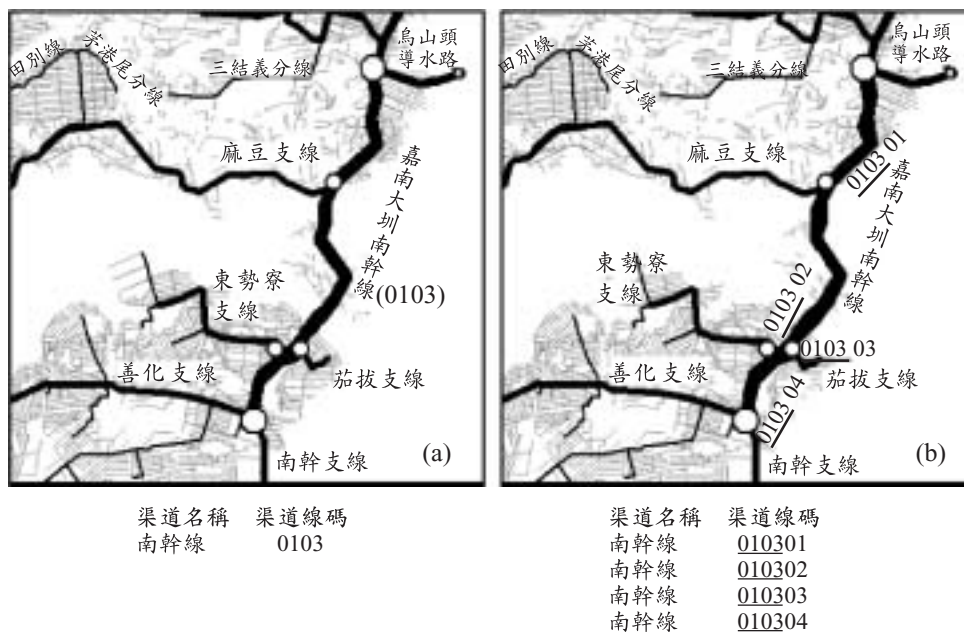 田別線
茅港尾分線
三結義分線
烏山頭
導水路
麻豆支線
嘉南大圳南幹線(0103)
東勢寮
支線
善化支線
茄拔支線
南幹支線
(a)
渠道名稱 渠道線碼
南幹線 0103
田別線
茅港尾分線
三結義分線
烏山頭
導水路
麻豆支線
0103 01
嘉南大圳南幹線
東勢寮
支線
0103 02
0103 03
善化支線
茄拔支線
0103 04
南幹支線
(b)
渠道名稱 渠道線碼
南幹線 010301
南幹線 010302
南幹線 010303
南幹線 010304